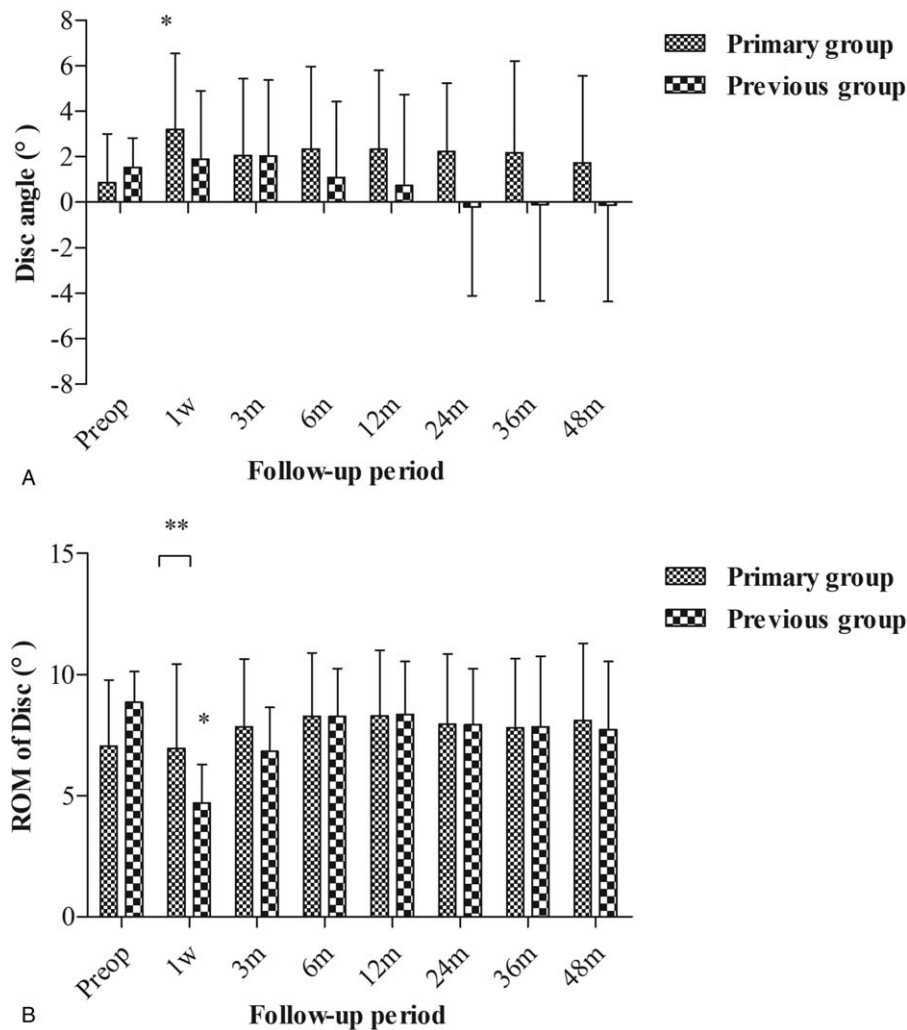 *
8
6
4
2
0
-2
-4
-6
-8
Disc angle (°)
Primary group
Previous group
Preop
1w
3m
6m
12m
24m
36m
48m
Follow-up period
A
**
*
15
10
5
0
ROM of Disc (°)
Primary group
Previous group
Preop
1w
3m
6m
12m
24m
36m
48m
Follow-up period
B